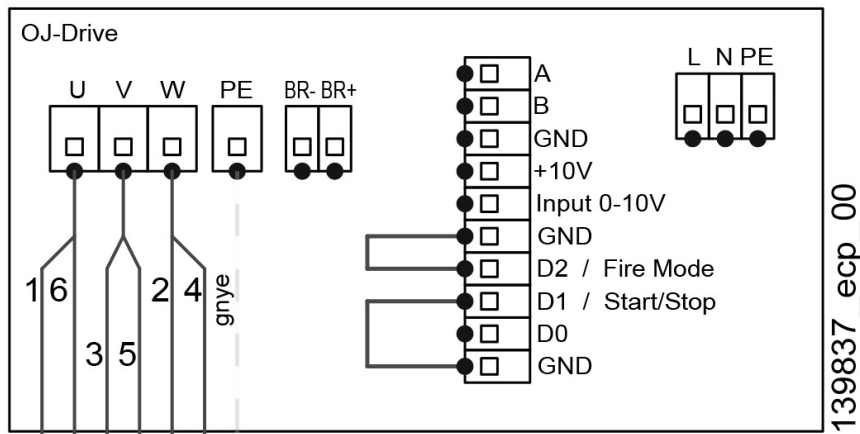 OJ-Drive
U V W PE BR- BR+
L N PE
A
B
GND
+10V
Input 0-10V
GND
D2 / Fire Mode
D1 / Start/Stop
D0
GND
1 6 2 4
3 5
gnye
139837_ecp_00